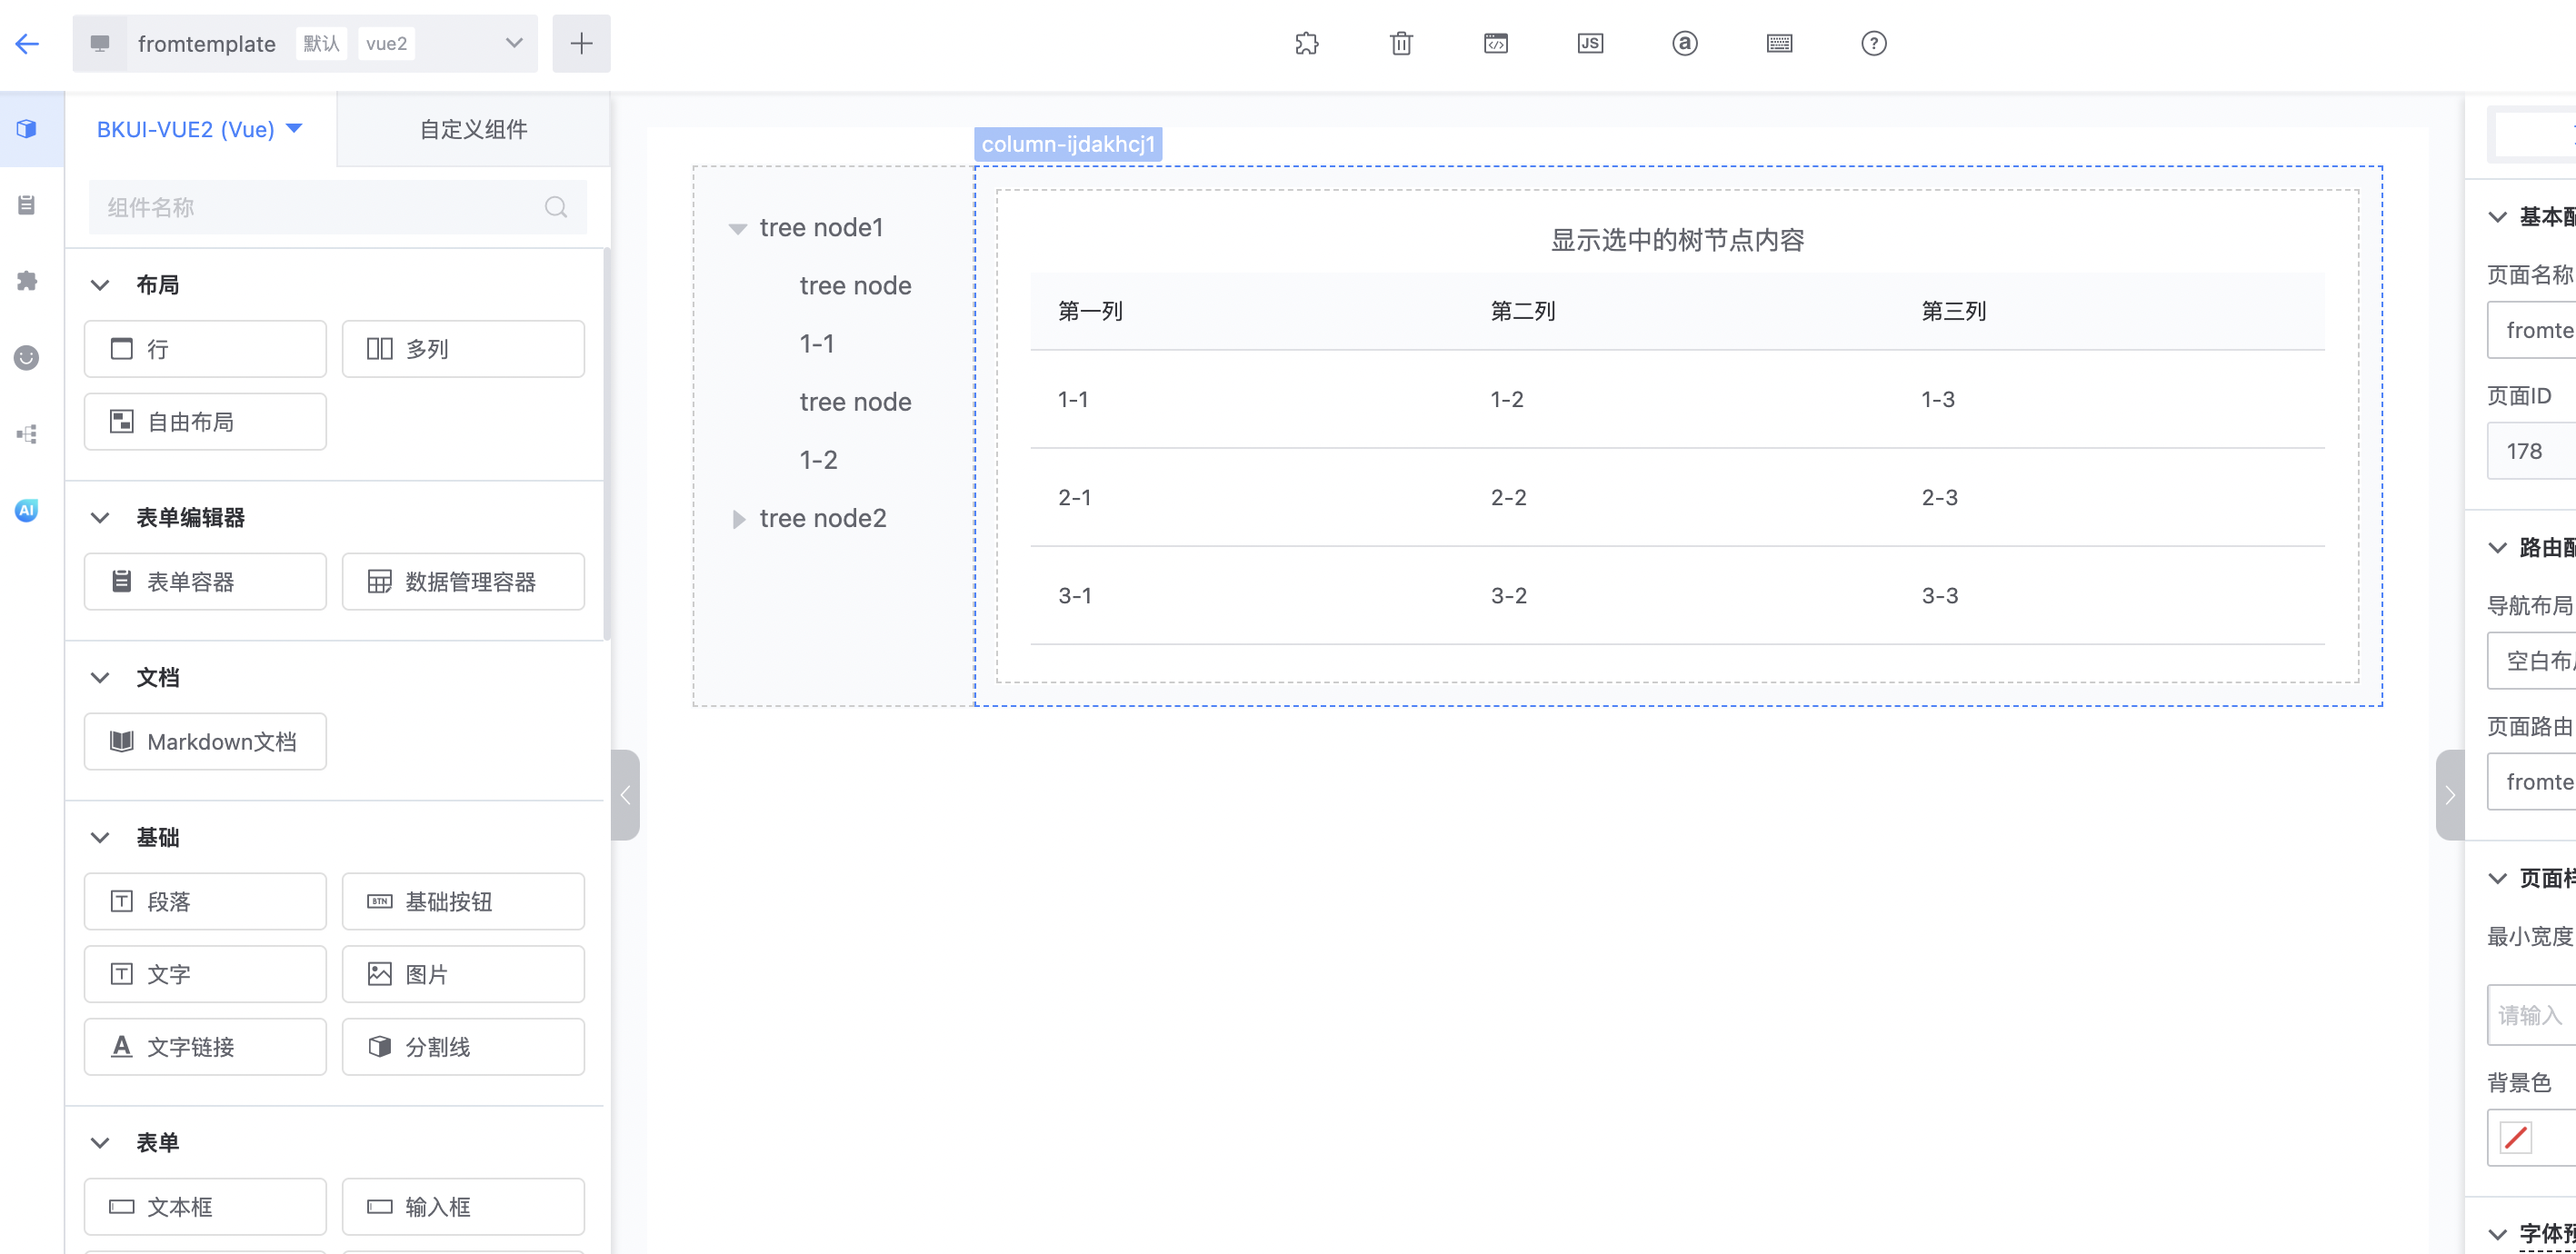 fromtemplate 默认 vue2
JS
a
?
BKUI-VUE2 (Vue)
自定义组件
组件名称
布局
行
多列
自由布局
表单编辑器
表单容器
数据管理容器
文档
Markdown文档
基础
段落
BTN 基础按钮
文字
图片
文字链接
分割线
表单
文本框
输入框
AI
column-ijdakhcj1
tree node1
tree node
1-1
tree node
1-2
tree node2
显示选中的树节点内容
第一列 第二列 第三列
1-1 1-2 1-3
2-1 2-2 2-3
3-1 3-2 3-3
基本配
页面名称
fromte
页面ID
178
路由配
导航布局
空白布
页面路由
fromte
页面样
最小宽度
请输入
背景色
字体预